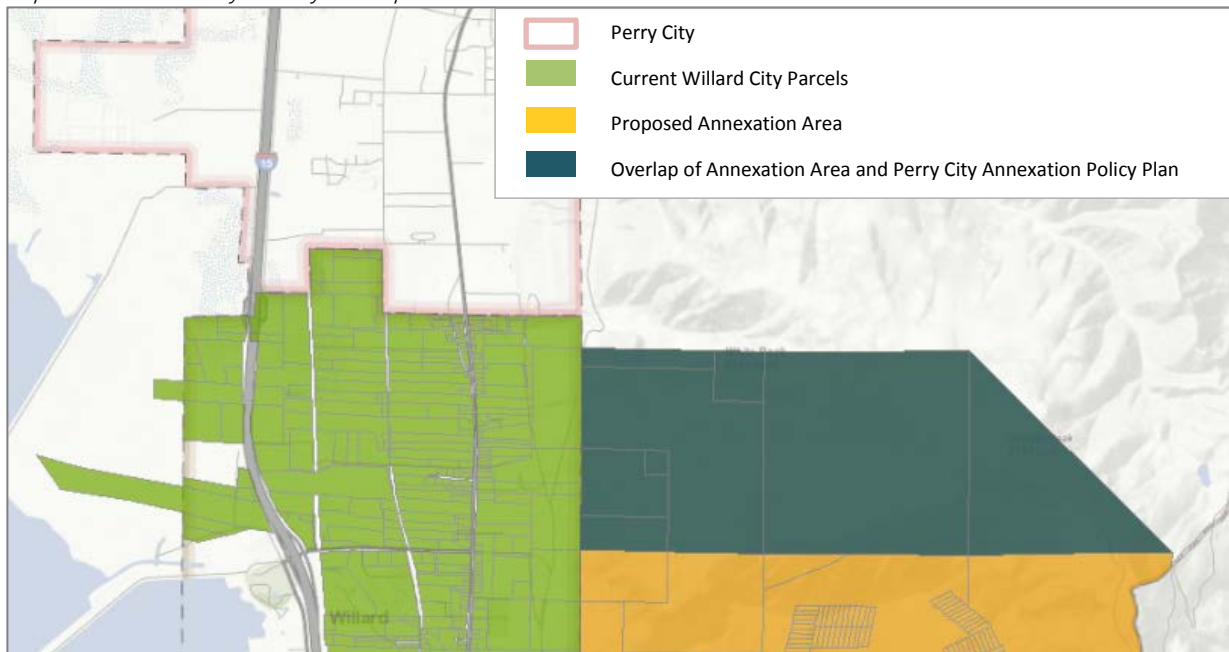 Perry City
Current Willard City Parcels
Proposed Annexation Area
Overlap of Annexation Area and Perry City Annexation Policy Plan
15
Willard